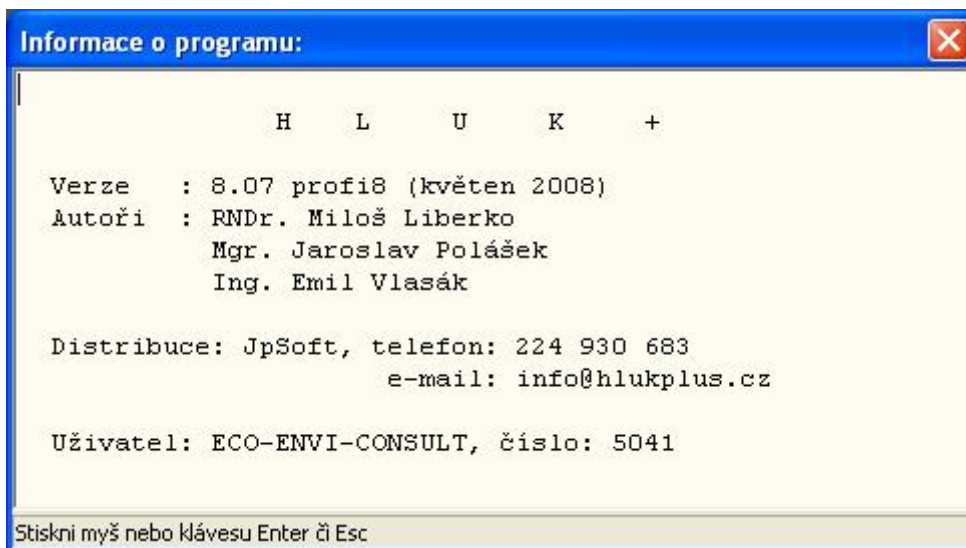 Informace o programu:
H L U K +
Verze : 8.07 profi8 (květen 2008)
Autoři : RNDr. Miloš Liberko
Mgr. Jaroslav Polášek
Ing. Emil Vlasák
Distribuce: JpSoft, telefon: 224 930 683
e-mail: info@hlukplus.cz
Uživatel: ECO-ENVI-CONSULT, číslo: 5041
Stiskni myš nebo klávesu Enter či Esc